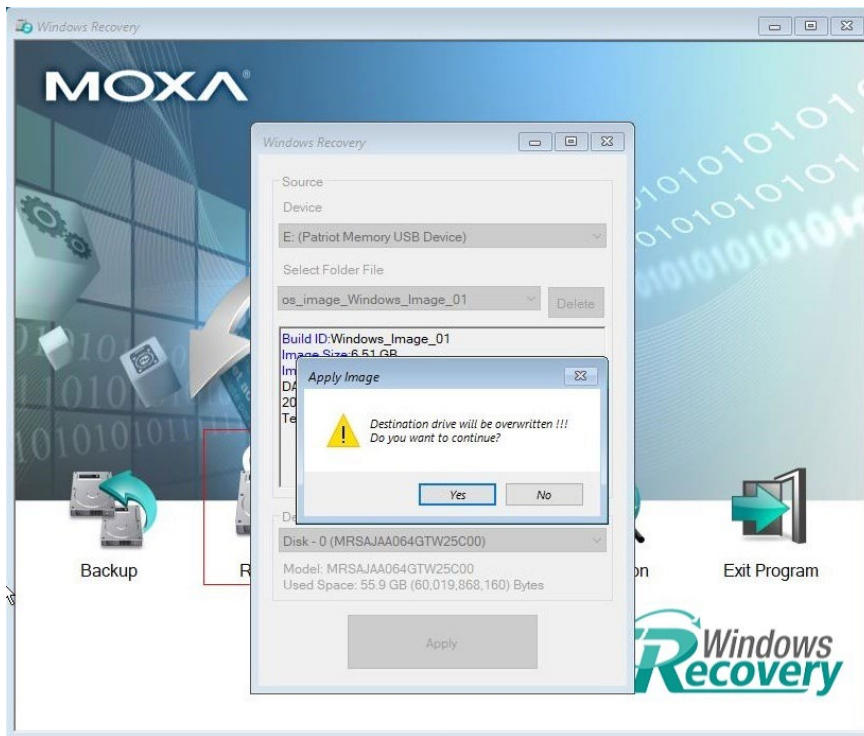 Windows Recovery
MOXA®
Windows Recovery
Source
Device
E: (Patriot Memory USB Device)
Select Folder File
os_image_Windows_Image_01
Delete
Build ID:Windows_Image_01
Image Size:6.51 GB
Apply Image
Destination drive will be overwritten !!!
Do you want to continue?
Yes
No
Disk - 0 (MRSAJAA064GTW25C00)
Model: MRSAJAA064GTW25C00
Used Space: 55.9 GB (60,019,868,160) Bytes
Apply
Backup
Exit Program
Windows
Recovery